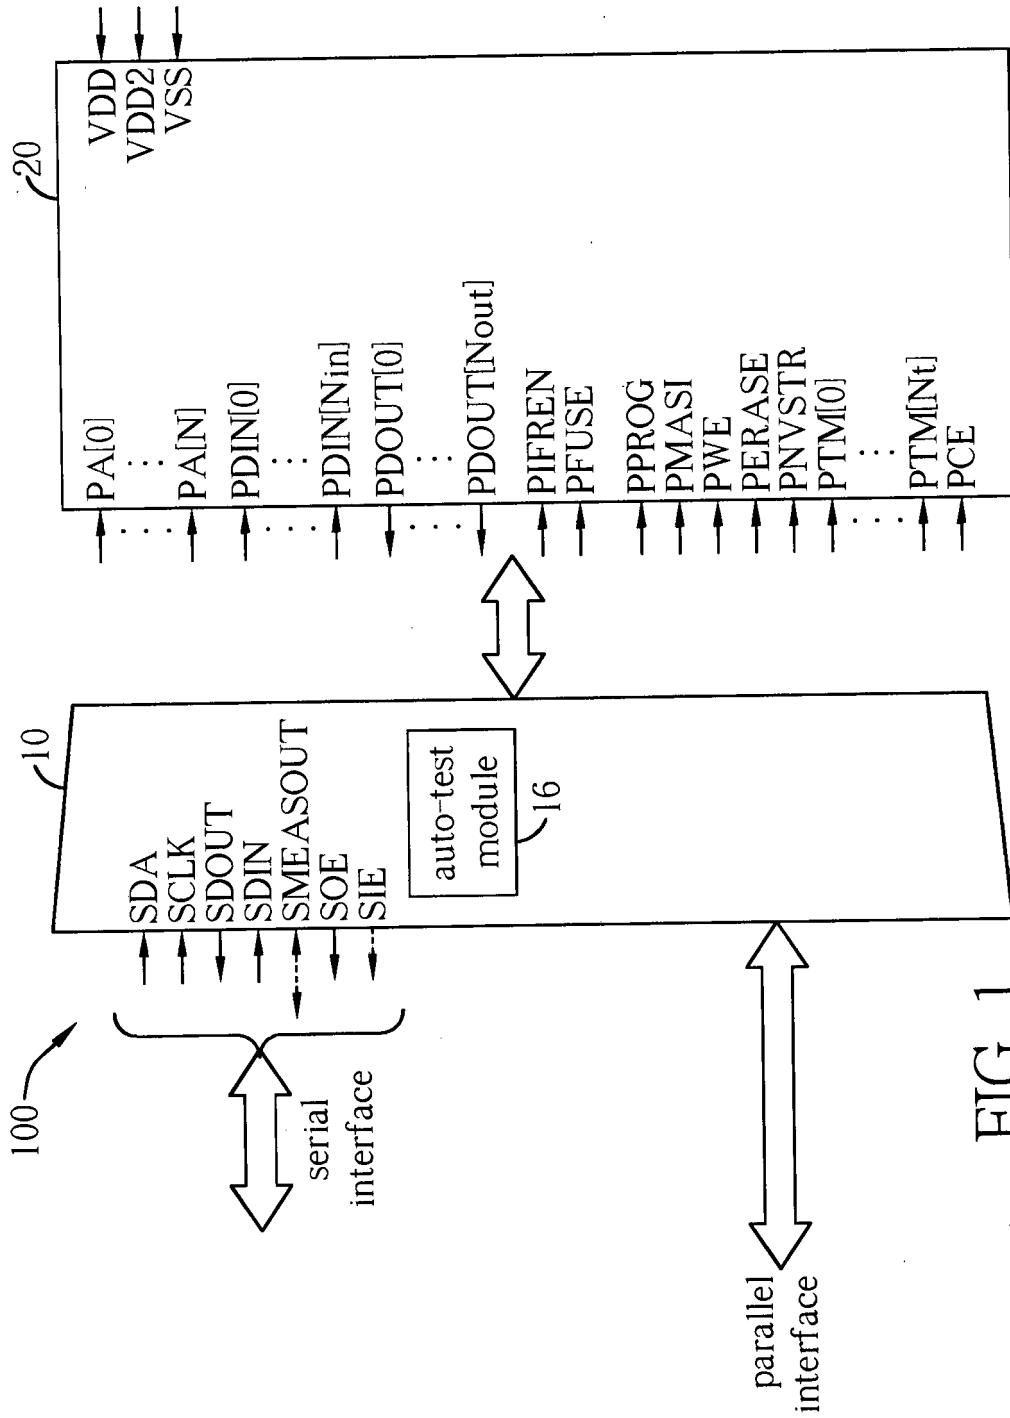 100
10
20
SDA
SCLK
SDOUT
SDIN
SMEASOUT
SOE
SIE
serial
interface
auto-test
module
16
parallel
interface
PA[0]
PA[N]
PDIN[0]
PDIN[Nin]
PDOUT[0]
PDOUT[Nout]
PIFREN
PFUSE
PPROG
PMASI
PWE
PERASE
PNVSTR
PTM[0]
PTM[Nt]
PCE
VDD
VDD2
VSS
FIG. 1